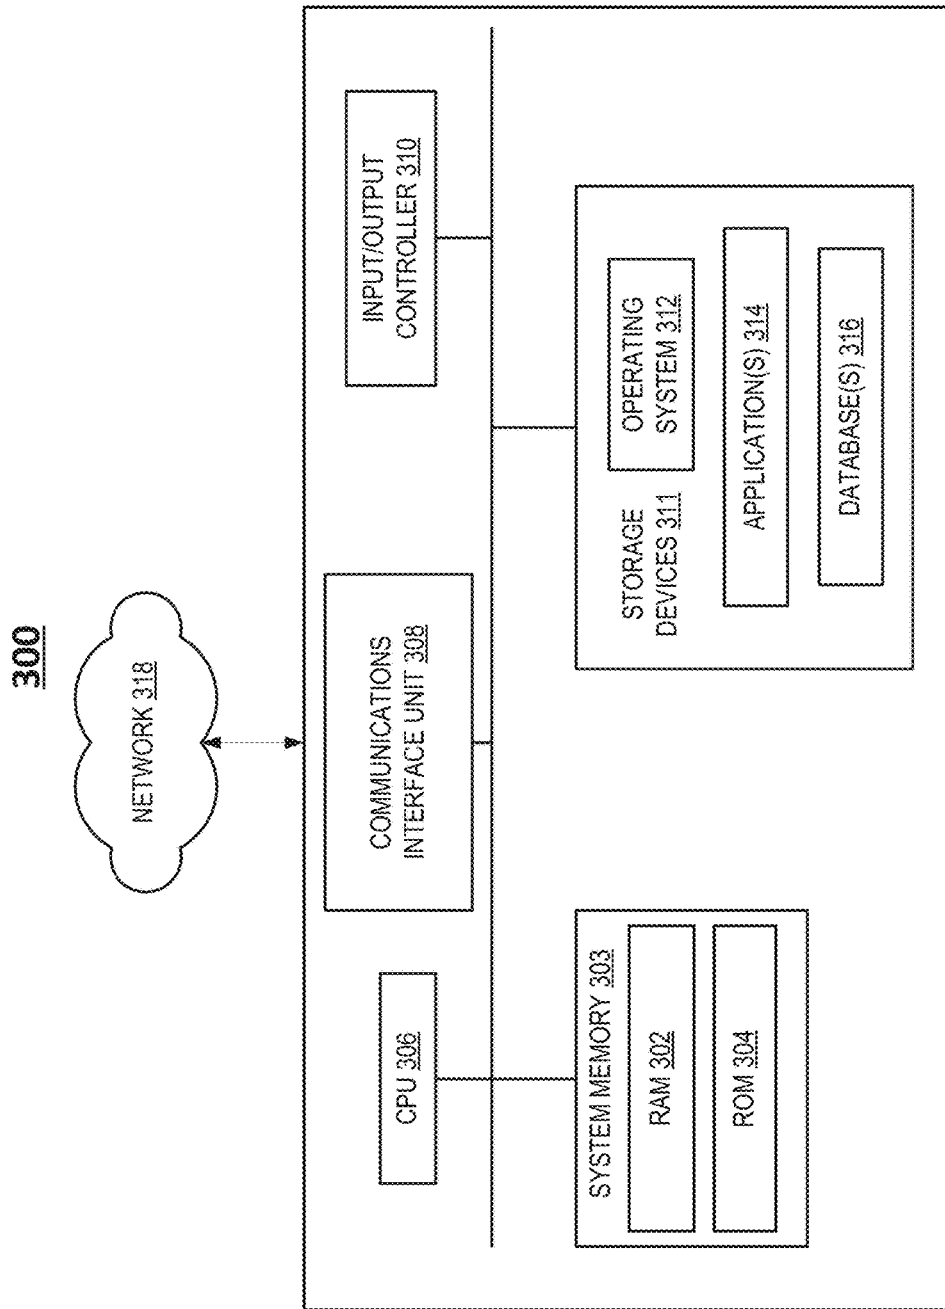 300
NETWORK 318
CPU 306
COMMUNICATIONS
INTERFACE UNIT 308
INPUT/OUTPUT
CONTROLLER 310
SYSTEM MEMORY 303
RAM 302
ROM 304
STORAGE
DEVICES 311
OPERATING
SYSTEM 312
APPLICATION(S) 314
DATABASE(S) 316